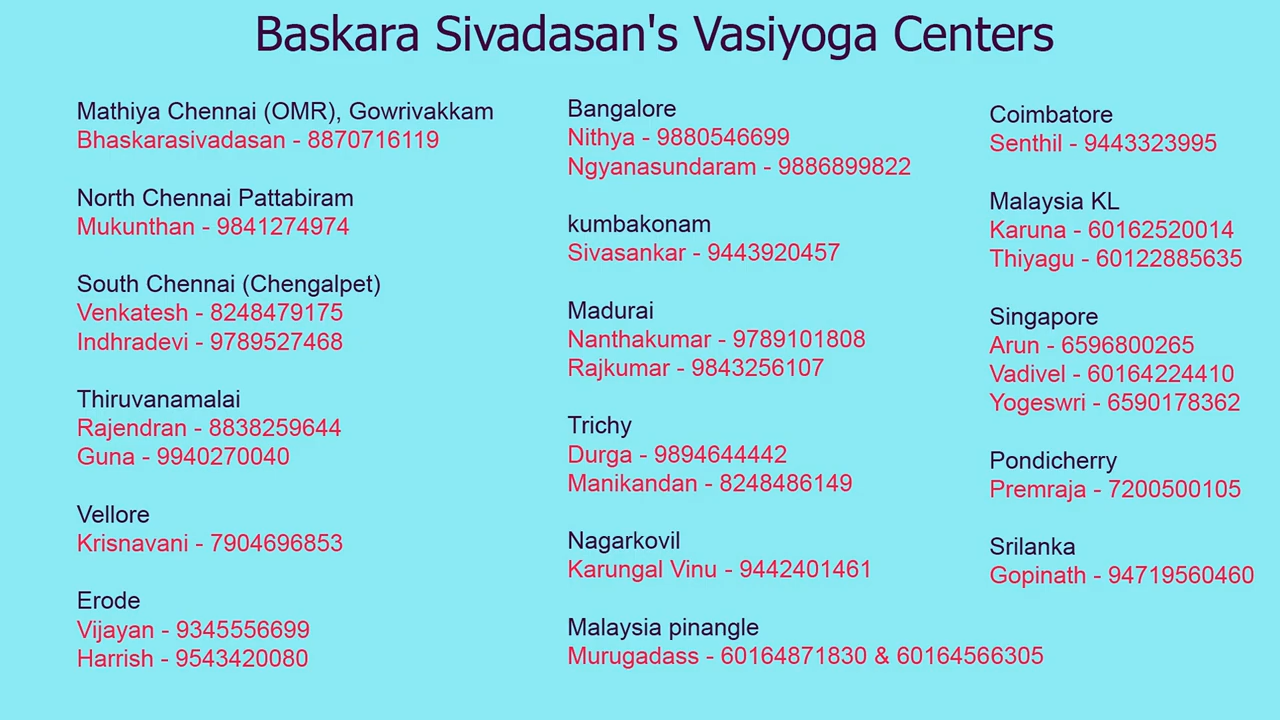 Baskara Sivadasan's Vasiyoga Centers
Mathiya Chennai (OMR), Gowrivakkam
Bhaskarasivadasan - 8870716119
North Chennai Pattabiram
Mukunthan - 9841274974
South Chennai (Chengalpet)
Venkatesh - 8248479175
Indhradevi - 9789527468
Thiruvanamalai
Rajendran - 8838259644
Guna - 9940270040
Vellore
Krisnavani - 7904696853
Erode
Vijayan - 9345556699
Harrish - 9543420080
Bangalore
Nithya - 9880546699
Ngyanasundaram - 9886899822
kumbakonam
Sivasankar - 9443920457
Madurai
Nanthakumar - 9789101808
Rajkumar - 9843256107
Trichy
Durga - 9894644442
Manikandan - 8248486149
Nagarkovil
Karungal Vinu - 9442401461
Malaysia pinangle
Murugadass - 60164871830 & 60164566305
Coimbatore
Senthil - 9443323995
Malaysia KL
Karuna - 60162520014
Thiyagu - 60122885635
Singapore
Arun - 6596800265
Vadivel - 60164224410
Yogeswri - 6590178362
Pondicherry
Premraja - 7200500105
Srilanka
Gopinath - 94719560460